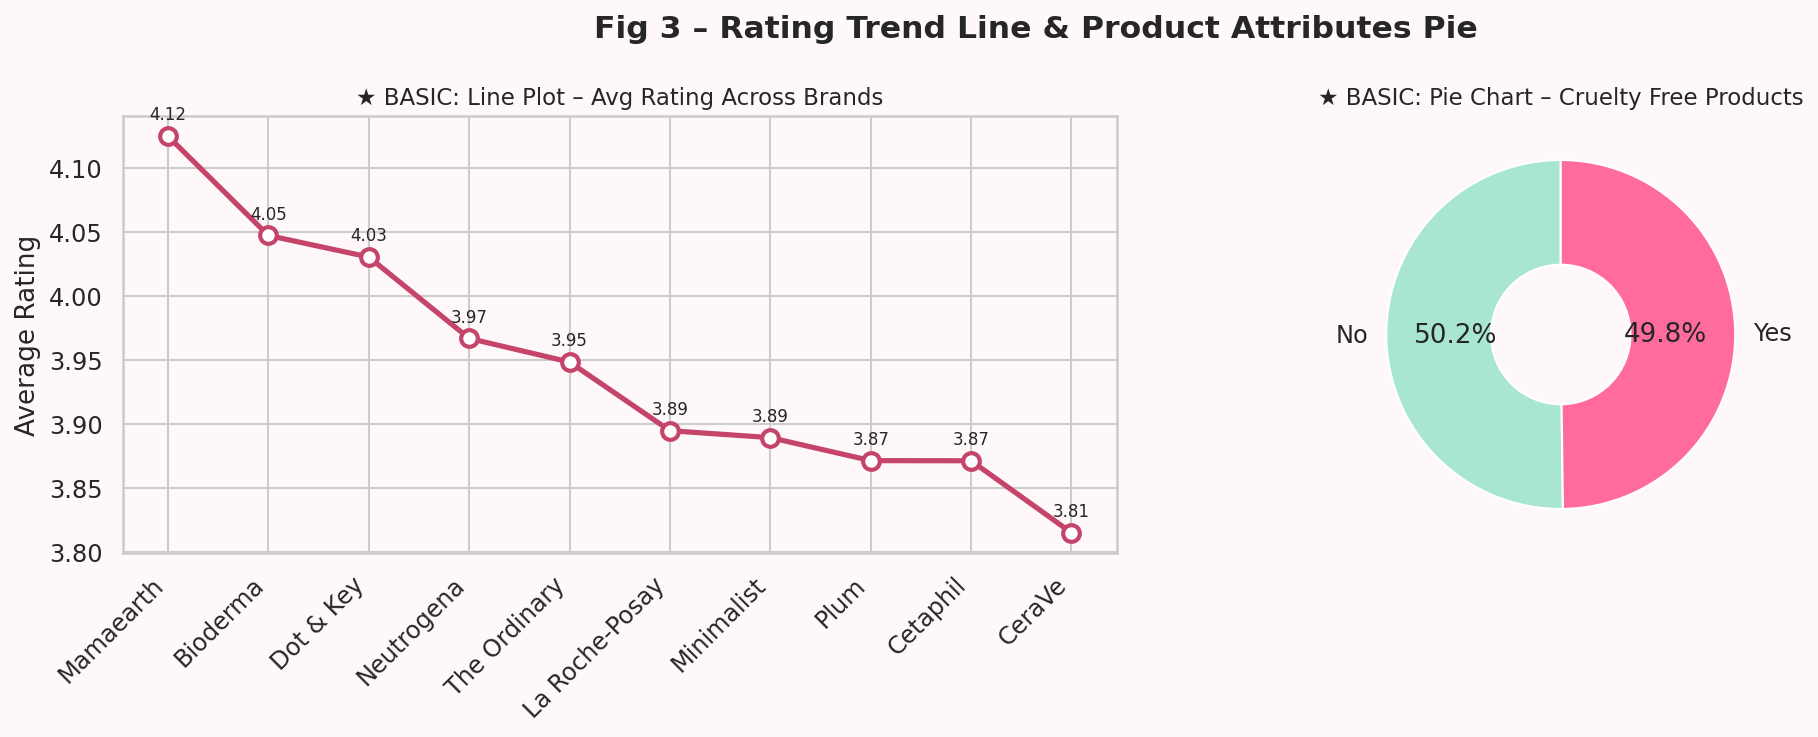 Fig 3 – Rating Trend Line & Product Attributes Pie
★ BASIC: Line Plot – Avg Rating Across Brands
Average Rating
4.10
4.05
4.00
3.95
3.90
3.85
3.80
4.12
4.05
4.03
3.97
3.95
3.89
3.89
3.87
3.87
3.81
Mamaearth
Bioderma
Dot & Key
Neutrogena
The Ordinary
La Roche-Posay
Minimalist
Plum
Cetaphil
CeraVe
★ BASIC: Pie Chart – Cruelty Free Products
No
50.2%
49.8%
Yes